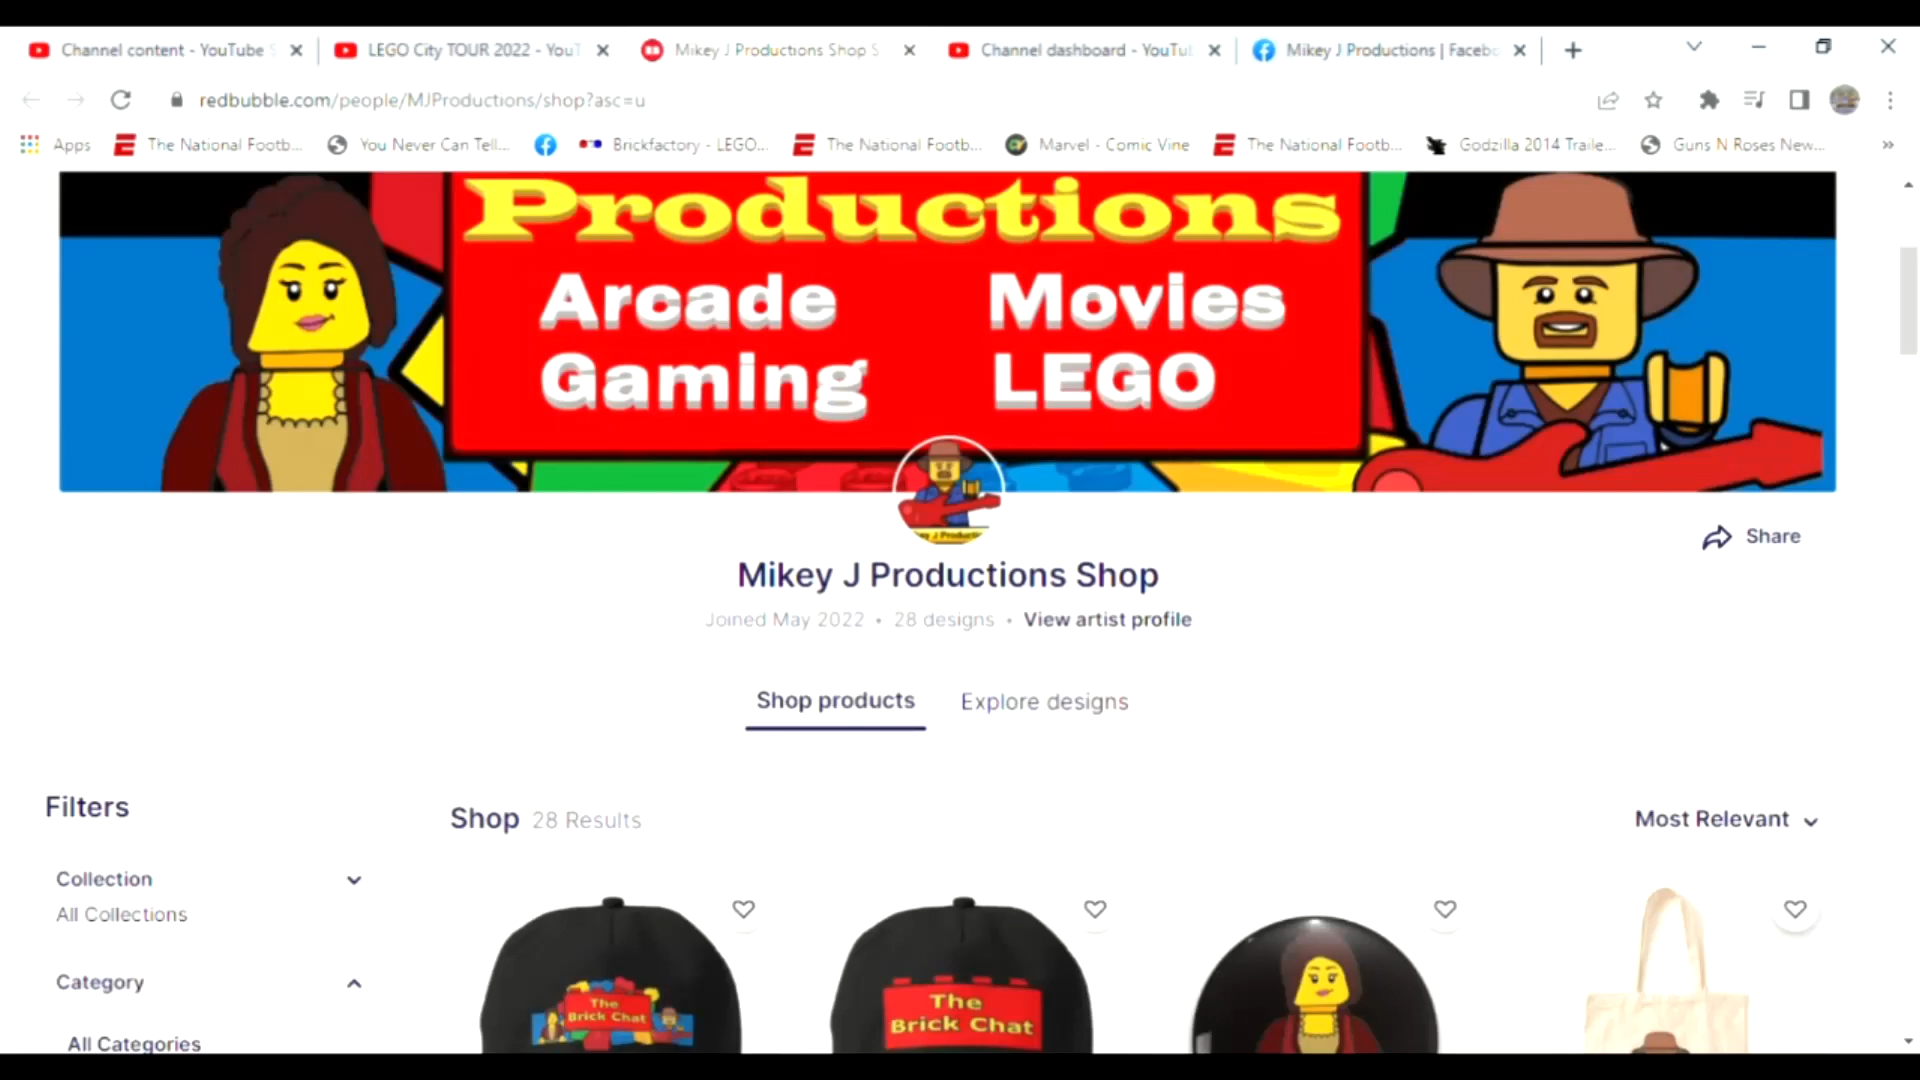 Channel content - YouTube S
LEGO City TOUR 2022 - YouT
Mikey J Productions Shop S
Channel dashboard - YouTub
Mikey J Productions | Facebo
redbubble.com/people/MJProductions/shop?asc=u
Apps
The National Footb...
You Never Can Tell...
Brickfactory - LEGO...
The National Footb...
Marvel - Comic Vine
The National Footb...
Godzilla 2014 Traile...
Guns N Roses New...
Productions
Arcade Movies
Gaming LEGO
Share
Mikey J Productions Shop
Joined May 2022 • 28 designs • View artist profile
Shop products
Explore designs
Filters
Shop 28 Results
Most Relevant
Collection
All Collections
Category
All Categories
The
Brick Chat
The
Brick Chat